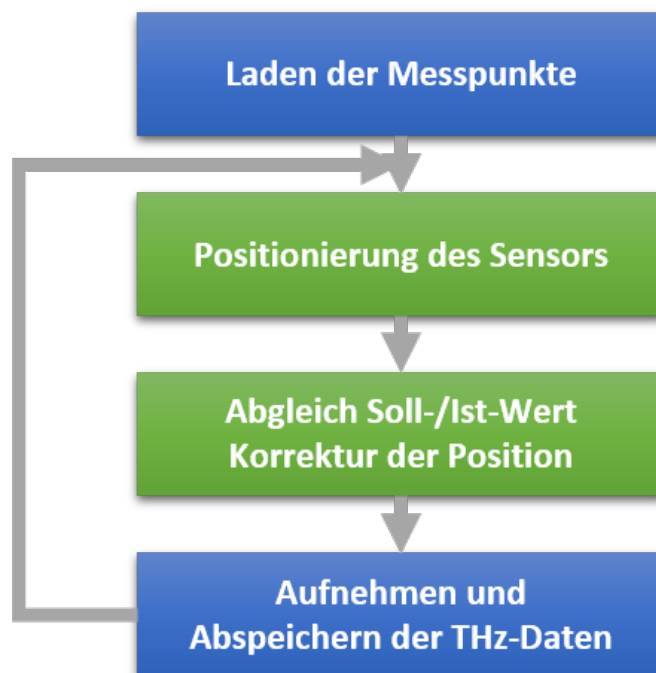 Laden der Messpunkte
Positionierung des Sensors
Abgleich Soll-/Ist-Wert
Korrektur der Position
Aufnehmen und
Abspeichern der THz-Daten